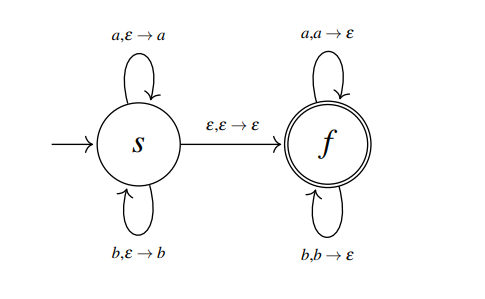 a,ε → a
a,a → ε
ε,ε → ε
s
f
b,ε → b
b,b → ε